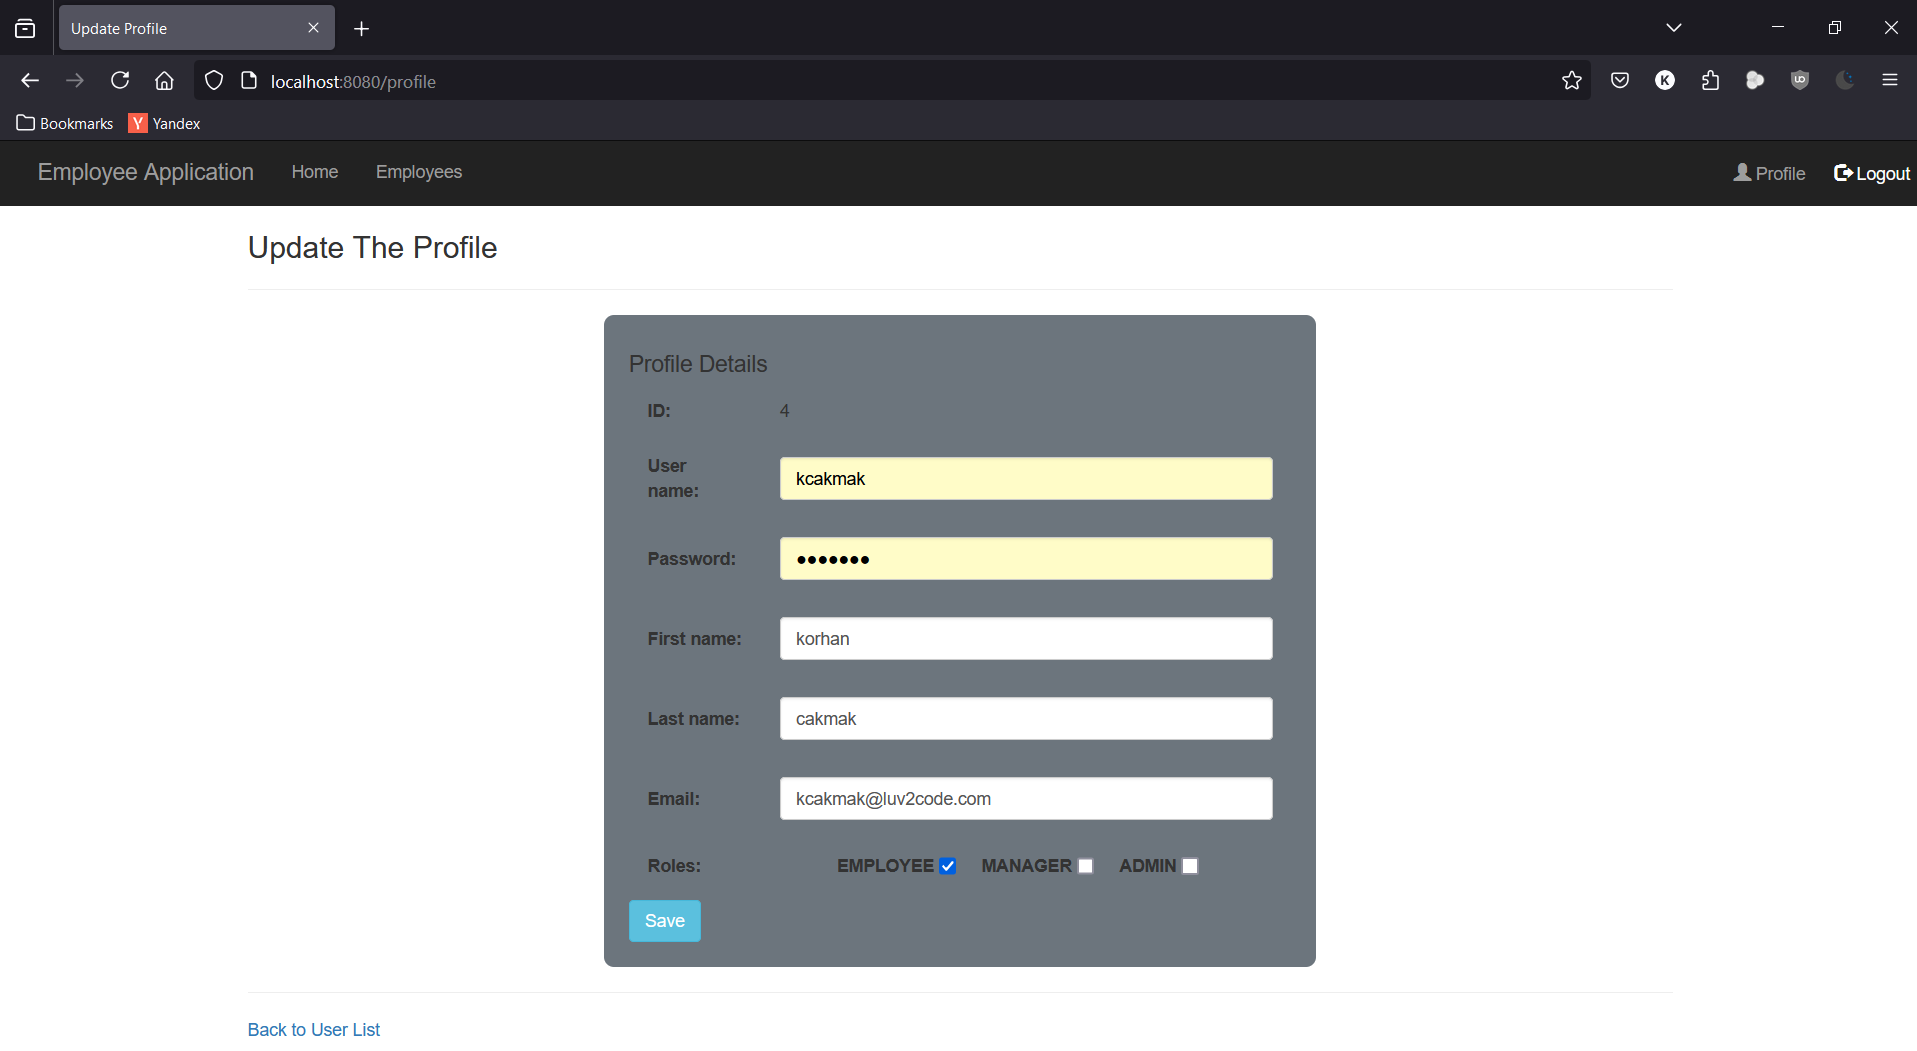 Update Profile
localhost:8080/profile
Bookmarks
Y Yandex
Employee Application Home Employees Profile Logout
Update The Profile
Profile Details
ID: 4
User name: kcakmak
Password: •••••••
First name: korhan
Last name: cakmak
Email: kcakmak@luv2code.com
Roles: EMPLOYEE MANAGER ADMIN
Save
Back to User List